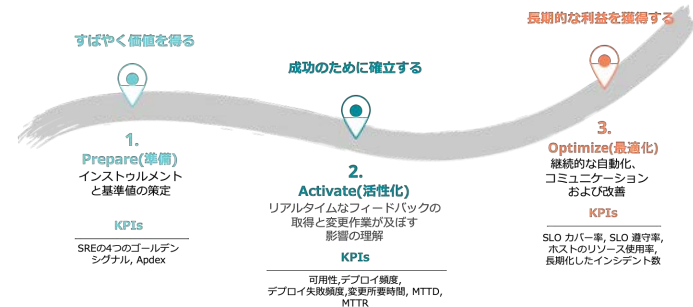 すばやく価値を得る
1.
Prepare(準備)
インストゥルメント
と基準値の策定
KPIs
SREの4つのゴールデン
シグナル, Apdex
成功のために確立する
2.
Activate(活性化)
リアルタイムなフィードバックの
取得と変更作業が及ぼす
影響の理解
KPIs
可用性,デプロイ頻度,
デプロイ失敗頻度,変更所要時間, MTTD,
MTTR
長期的な利益を獲得する
3.
Optimize(最適化)
継続的な自動化、
コミュニケーション
および改善
KPIs
SLO カバー率, SLO 遵守率,
ホストのリソース使用率,
長期化したインシデント数